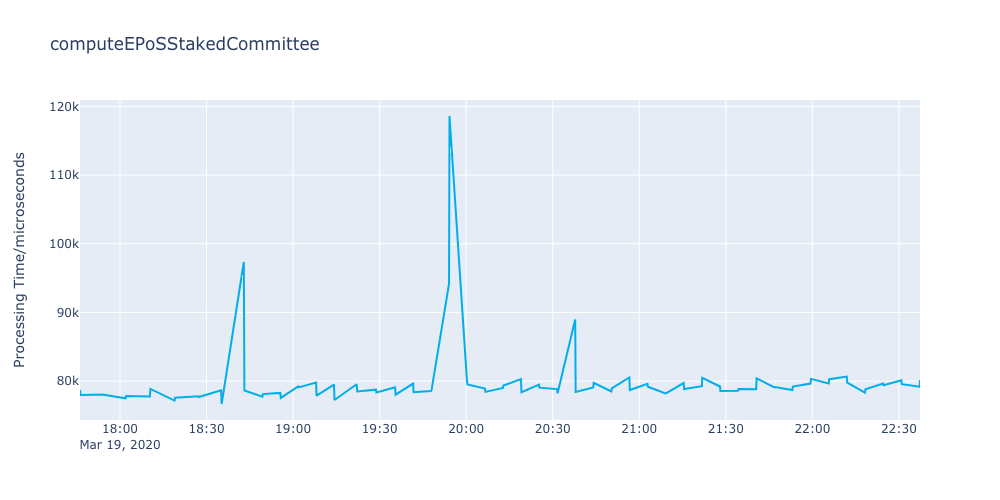 computeEPoSStakedCommittee
Processing Time/microseconds
120k
110k
100k
90k
80k
18:00 18:30 19:00 19:30 20:00 20:30 21:00 21:30 22:00 22:30
Mar 19, 2020